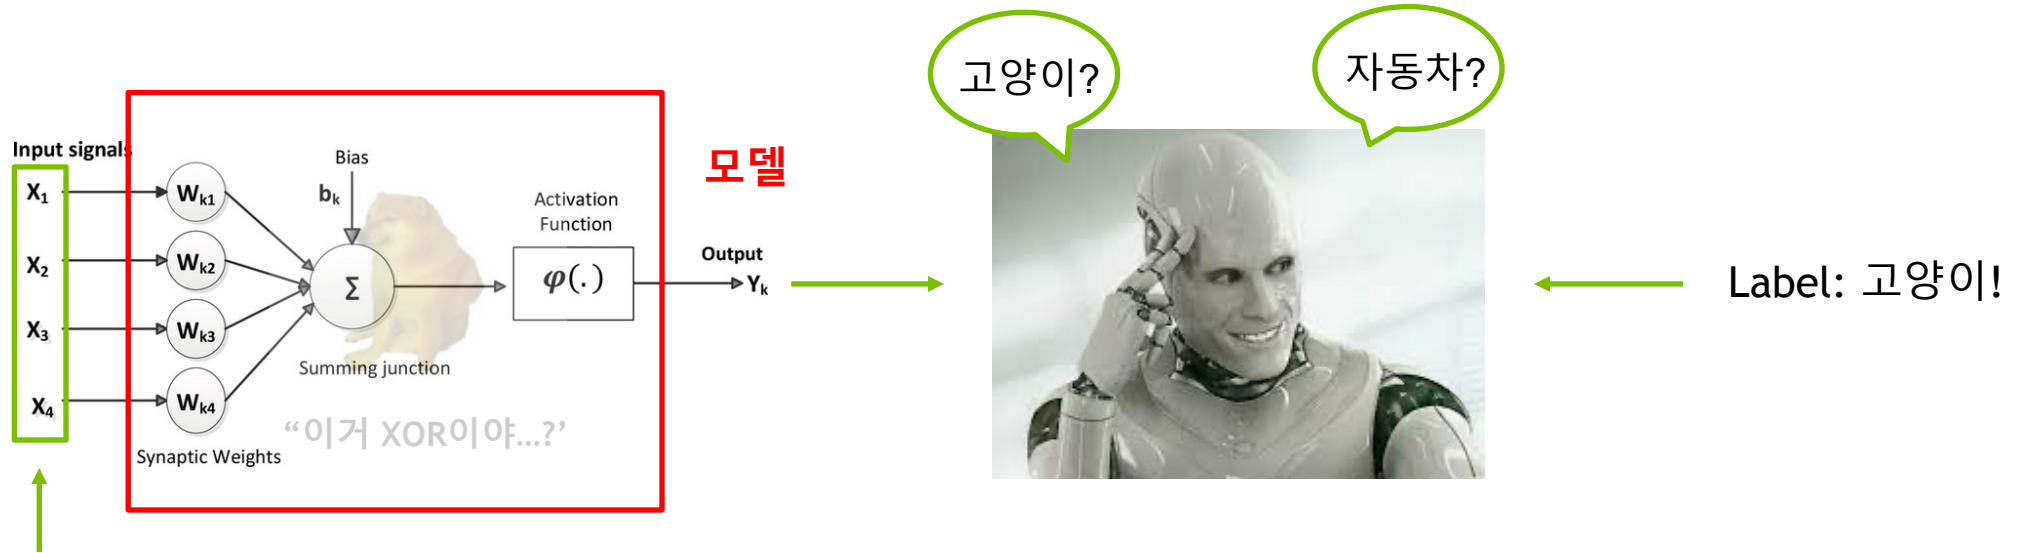 Input signals
X1
X2
X3
X4
Wk1
Wk2
Wk3
Wk4
Synaptic Weights
Bias
bk
Σ
Summing junction
“이거 XOR이야...?’
Activation
Function
φ(.)
모델
Output
Yk
고양이?
자동차?
Label: 고양이!